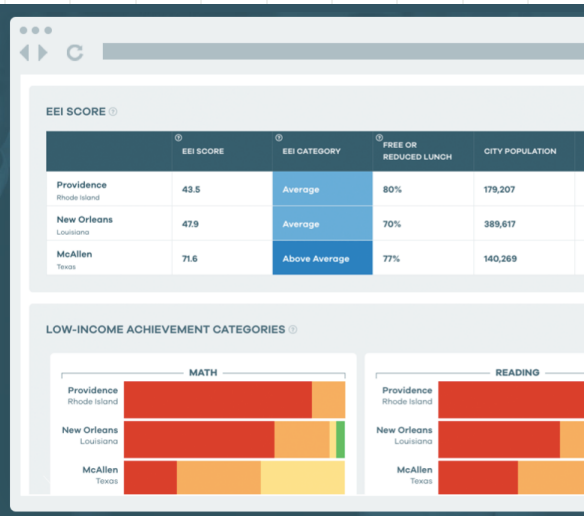 EEI SCORE
EEI SCORE EEI CATEGORY FREE OR REDUCED LUNCH CITY POPULATION
Providence 43.5 Average 80% 179,207
Rhode Island
New Orleans 47.9 Average 70% 389,617
Louisiana
McAllen 71.6 Above Average 77% 140,269
Texas
LOW-INCOME ACHIEVEMENT CATEGORIES
MATH
Providence
Rhode Island
New Orleans
Louisiana
McAllen
Texas
READING
Providence
Rhode Island
New Orleans
Louisiana
McAllen
Texas